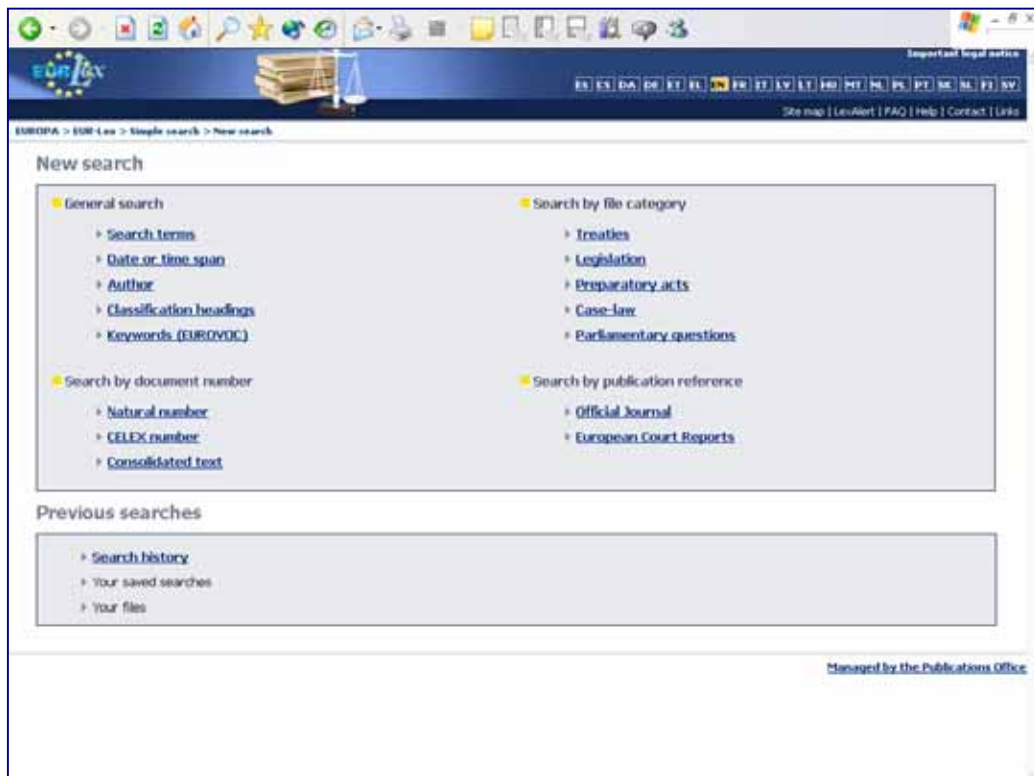 EUR Lex
Important legal notice
ES CS DA DE ET EL EN FR IT LV LT HU MT NL PL PT SK SL FI SV
Site map | LexAlert | FAQ | Help | Contact | Links
EUROPA > EUR-Lex > Simple search > New search
New search
General search
Search terms
Date or time span
Author
Classification headings
Keywords (EUROVOC)
Search by file category
Treaties
Legislation
Preparatory acts
Case-law
Parliamentary questions
Search by document number
Natural number
CELEX number
Consolidated text
Search by publication reference
Official Journal
European Court Reports
Previous searches
Search history
Your saved searches
Your files
Managed by the Publications Office